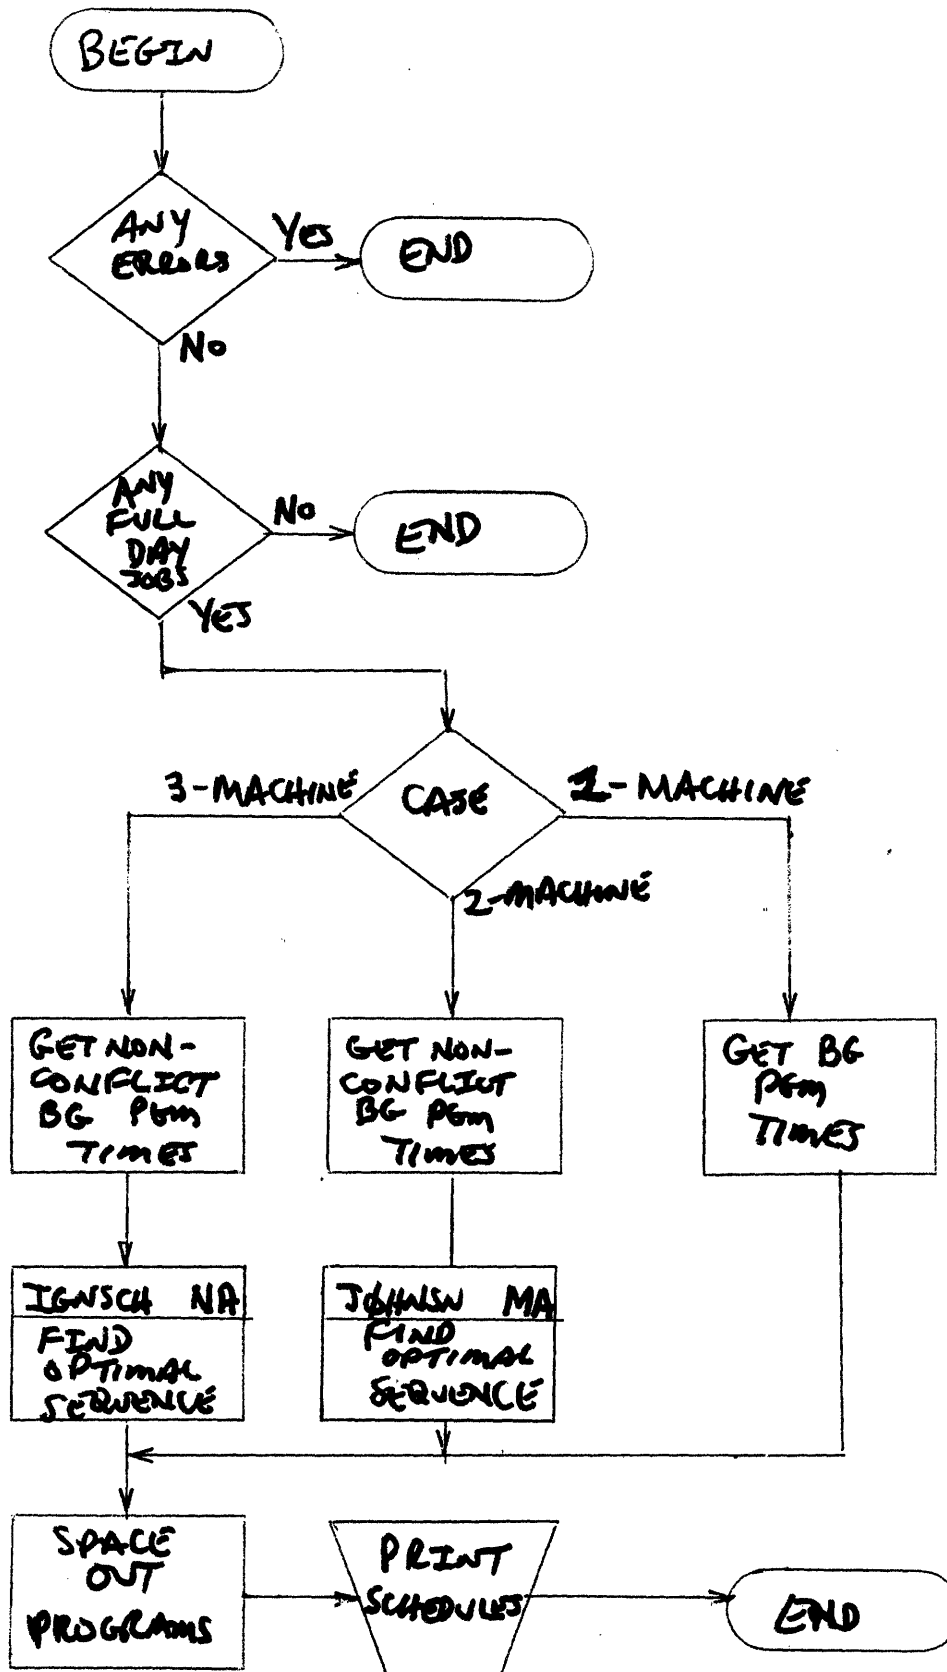 BEGIN
ANY
ERRORS
YES
END
NO
ANY
FULL
DAY
JOBS
NO
END
YES
3-MACHINE
CASE
1-MACHINE
2-MACHINE
GET NON-
CONFLICT
BG PGM
TIMES
GET NON-
CONFLICT
BG PGM
TIMES
GET BG
PGM
TIMES
IGNSCH NA
FIND
OPTIMAL
SEQUENCE
JØHNSN MA
FIND
OPTIMAL
SEQUENCE
SPACE
OUT
PROGRAMS
PRINT
SCHEDULES
END